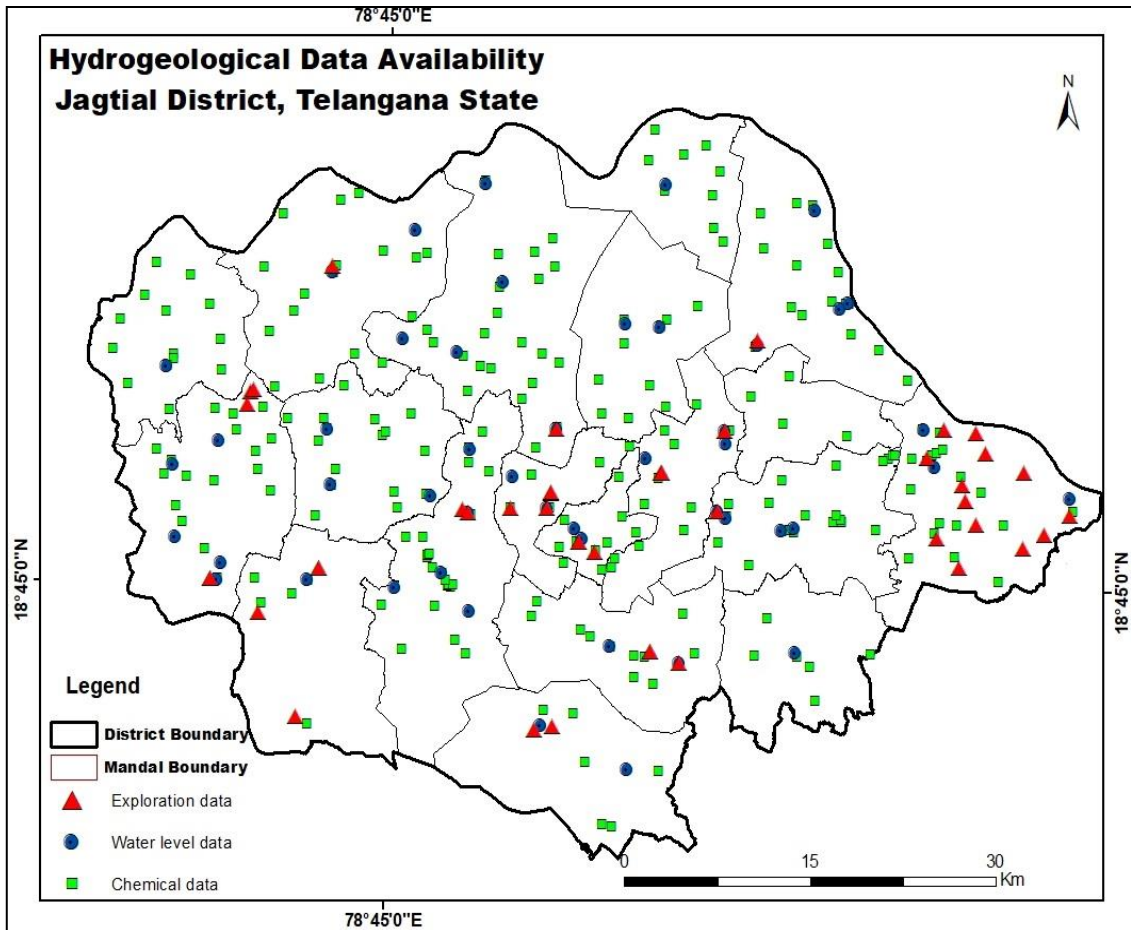 78°45'0"E
Hydrogeological Data Availability
Jagtial District, Telangana State
N
18°45'0"N
18°45'0"N
Legend
District Boundary
Mandal Boundary
Exploration data
Water level data
Chemical data
0 15 30
Km
78°45'0"E